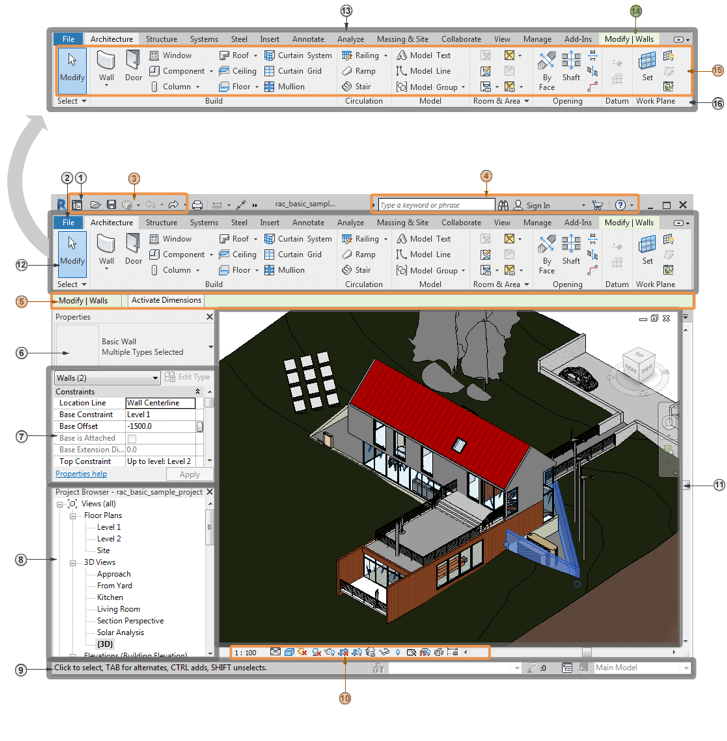 13
14
File Architecture Structure Systems Steel Insert Annotate Analyze Massing & Site Collaborate View Manage Add-Ins Modify | Walls
Modify Wall Door Window Roof Curtain System Railing Model Text By Face Shaft Set
Component Ceiling Curtain Grid Ramp Model Line
Column Floor Mullion Stair Model Group
15
Select Build Circulation Model Room & Area Opening Datum Work Plane
16
2 1 3 4
R rac_basic_sampl... Type a keyword or phrase Sign In ?
File Architecture Structure Systems Steel Insert Annotate Analyze Massing & Site Collaborate View Manage Add-Ins Modify | Walls
Modify Wall Door Window Roof Curtain System Railing Model Text By Face Shaft Set
Component Ceiling Curtain Grid Ramp Model Line
Column Floor Mullion Stair Model Group
12
Select Build Circulation Model Room & Area Opening Datum Work Plane
5
Modify | Walls Activate Dimensions
Properties
Basic Wall
Multiple Types Selected
6
Walls (2) Edit Type
Constraints
Location Line Wall Centerline
Base Constraint Level 1
Base Offset -1500.0
7
Base is Attached
Base Extension Di... 0.0
Top Constraint Up to level: Level 2
Properties help Apply
11
Project Browser - rac_basic_sample_project
Views (all)
Floor Plans
Level 1
Level 2
Site
8
3D Views
Approach
From Yard
Kitchen
Living Room
Section Perspective
Solar Analysis
{3D}
Elevations (Building Elevation)
1 : 100
9
Click to select, TAB for alternates, CTRL adds, SHIFT unselects. :0 Main Model
10